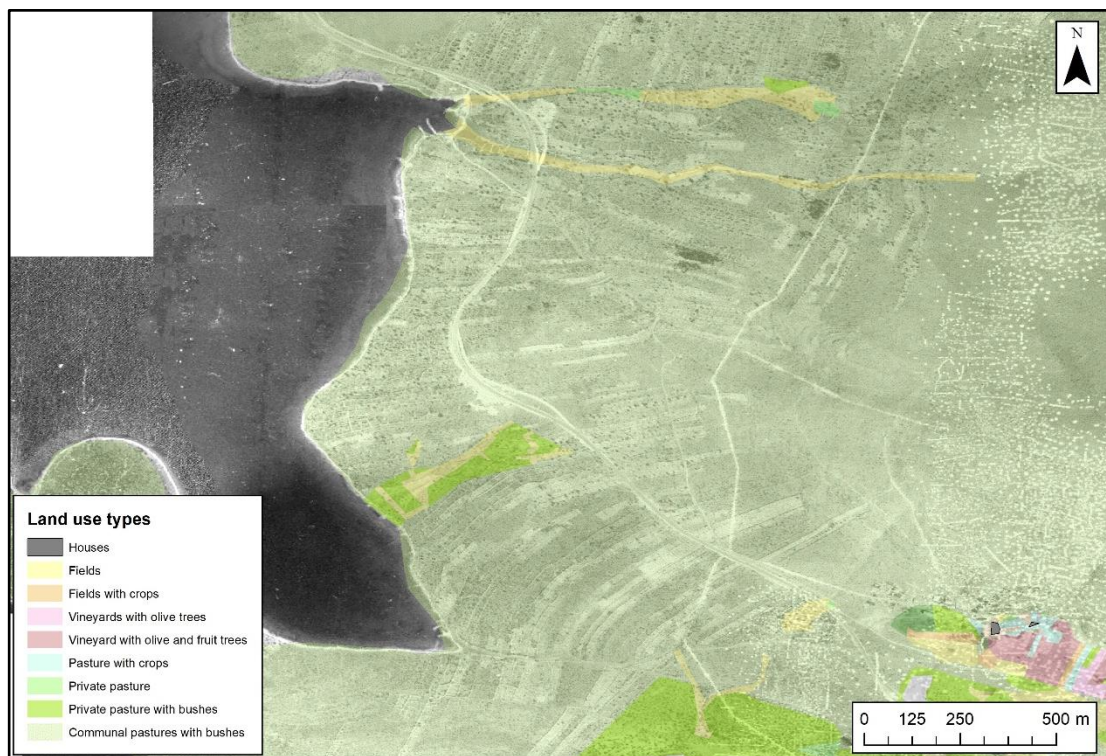 N
Land use types
Houses
Fields
Fields with crops
Vineyards with olive trees
Vineyard with olive and fruit trees
Pasture with crops
Private pasture
Private pasture with bushes
Communal pastures with bushes
0 125 250 500 m